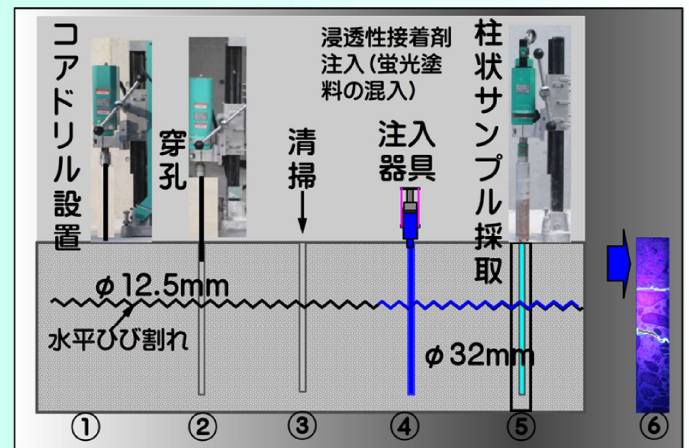 コアドリル設置
穿孔
清掃
浸透性接着剤
注入(蛍光塗
料の混入)
注入
器具
柱状サンプル採取
φ12.5mm
水平ひび割れ
φ32mm
①
②
③
④
⑤
⑥